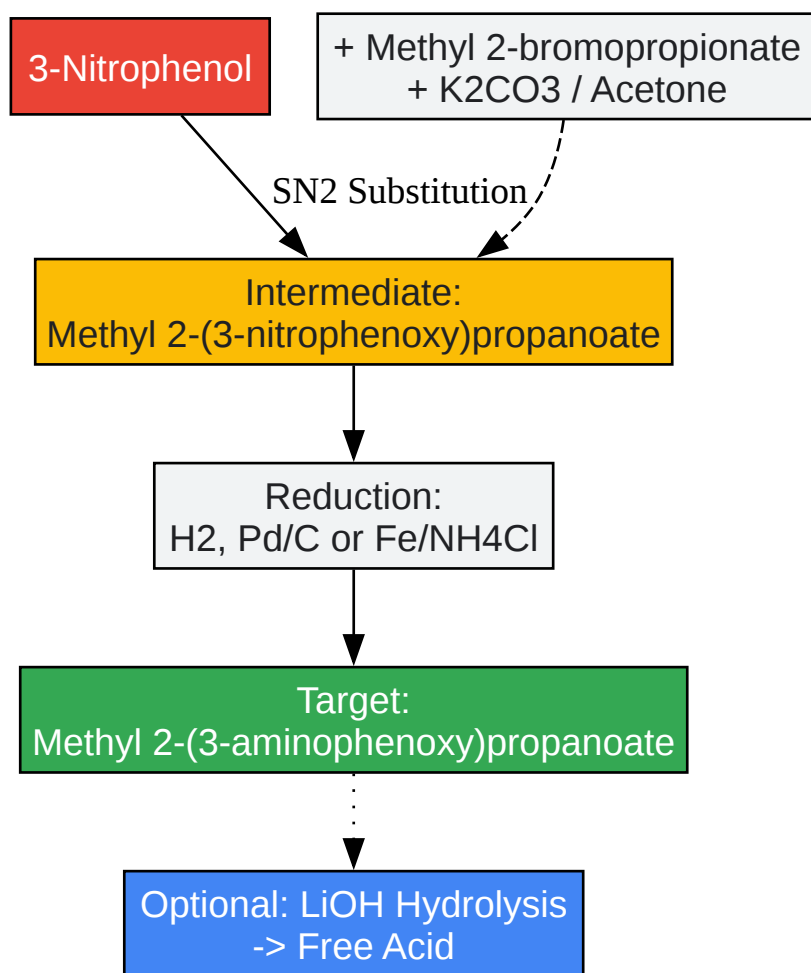 3-Nitrophenol
+ Methyl 2-bromopropionate
+ K2CO3 / Acetone
SN2 Substitution
Intermediate:
Methyl 2-(3-nitrophenoxy)propanoate
Reduction:
H2, Pd/C or Fe/NH4Cl
Target:
Methyl 2-(3-aminophenoxy)propanoate
Optional: LiOH Hydrolysis
-> Free Acid